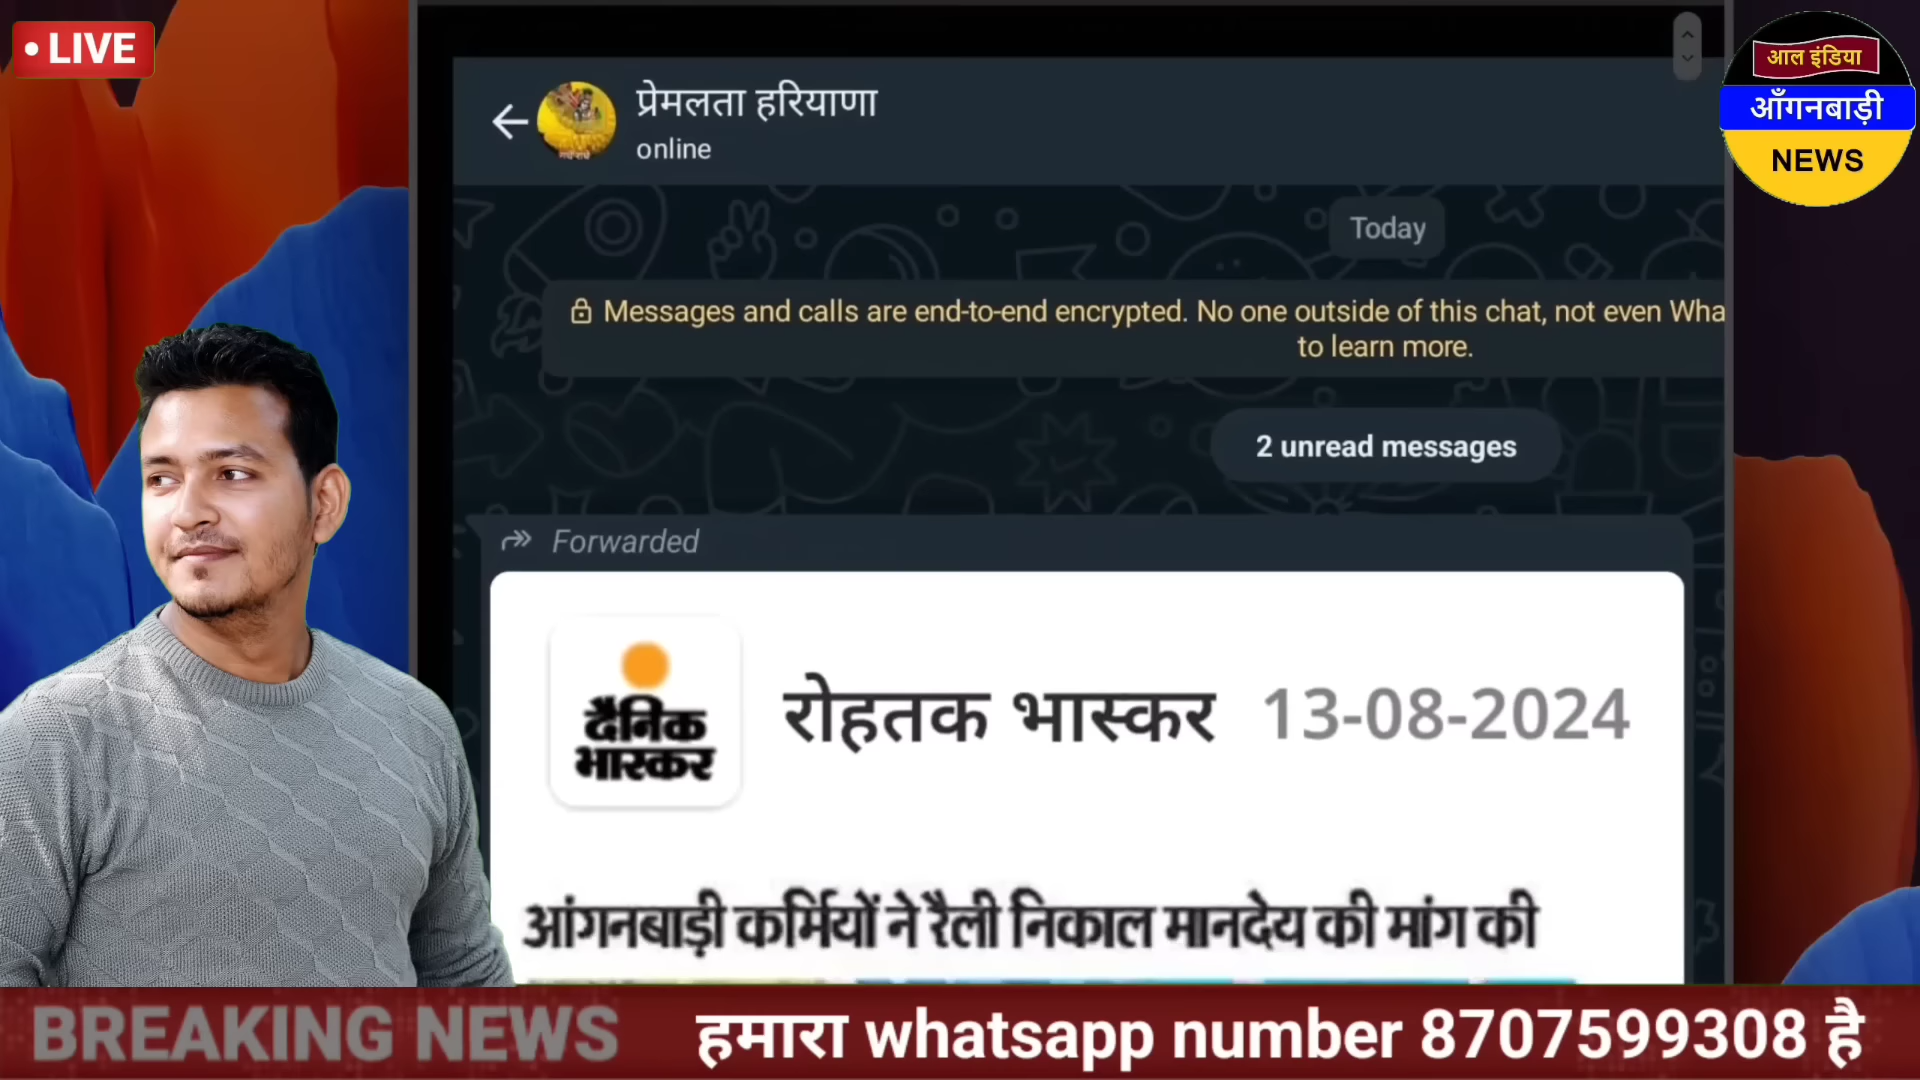 • LIVE
प्रेमलता हरियाणा
online
आल इंडिया
आँगनबाड़ी
NEWS
Today
Messages and calls are end-to-end encrypted. No one outside of this chat, not even Wha
to learn more.
2 unread messages
Forwarded
दैनिक
भास्कर
रोहतक भास्कर 13-08-2024
आंगनबाड़ी कर्मियों ने रैली निकाल मानदेय की मांग की
BREAKING NEWS
हमारा whatsapp number 8707599308 है